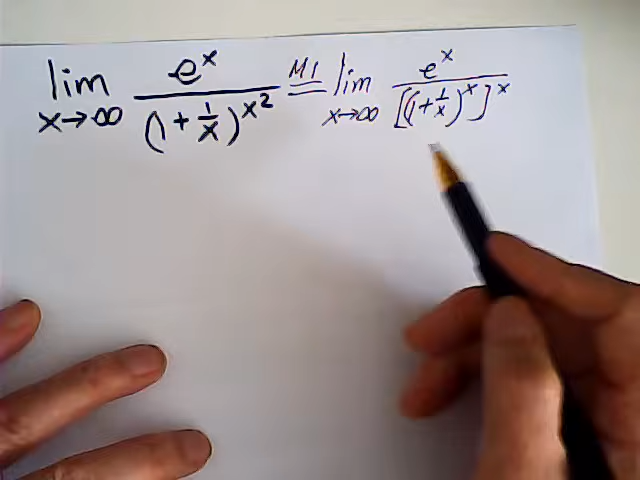 lim x→∞ e^x / (1 + 1/x)^x^2 =^M1 lim x→∞ e^x / [(1 + 1/x)^x]^x